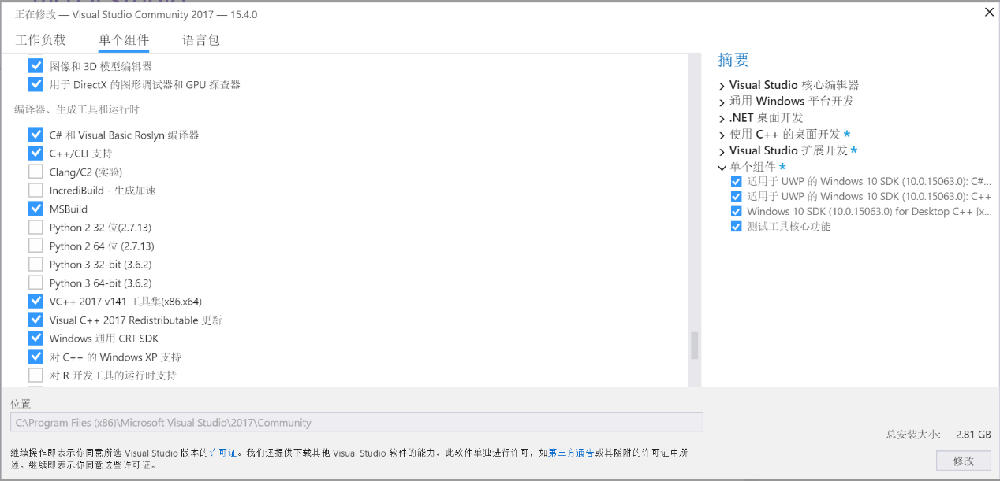 正在修改 — Visual Studio Community 2017 — 15.4.0
工作负载 单个组件 语言包
图像和 3D 模型编辑器
用于 DirectX 的图形调试器和 GPU 探查器
编译器、生成工具和运行时
C# 和 Visual Basic Roslyn 编译器
C++/CLI 支持
Clang/C2 (实验)
IncrediBuild - 生成加速
MSBuild
Python 2 32 位(2.7.13)
Python 2 64 位 (2.7.13)
Python 3 32-bit (3.6.2)
Python 3 64-bit (3.6.2)
VC++ 2017 v141 工具集(x86,x64)
Visual C++ 2017 Redistributable 更新
Windows 通用 CRT SDK
对 C++ 的 Windows XP 支持
对 R 开发工具的运行时支持
摘要
Visual Studio 核心编辑器
通用 Windows 平台开发
.NET 桌面开发
使用 C++ 的桌面开发 *
Visual Studio 扩展开发 *
单个组件 *
适用于 UWP 的 Windows 10 SDK (10.0.15063.0): C#...
适用于 UWP 的 Windows 10 SDK (10.0.15063.0): C++
Windows 10 SDK (10.0.15063.0) for Desktop C++ [x...
测试工具核心功能
位置
C:\Program Files (x86)\Microsoft Visual Studio\2017\Community
继续操作即表示你同意所选 Visual Studio 版本的许可证。我们还提供下载其他 Visual Studio 软件的能力。此软件单独进行许可，如第三方通告或其随附的许可证中所
述。继续即表示你同意这些许可证。
总安装大小: 2.81 GB
修改